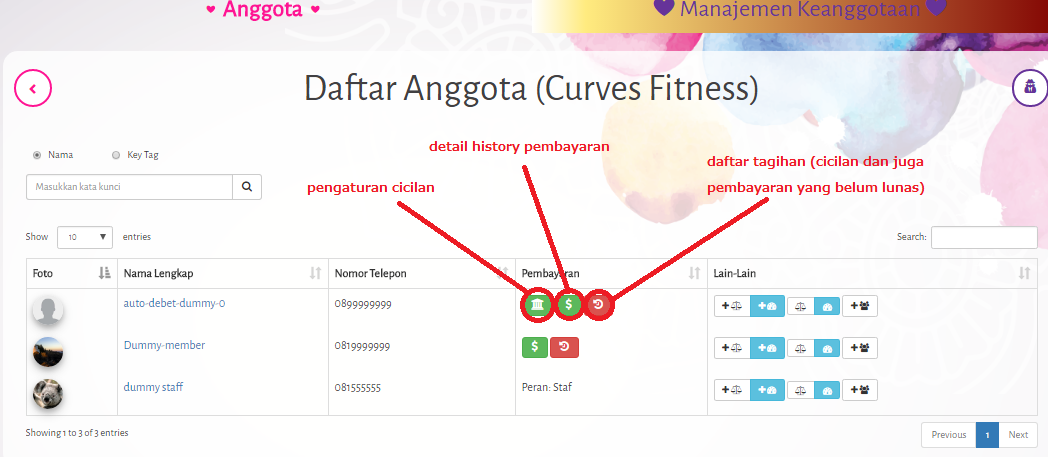 Anggota
Manajemen Keanggotaan
Daftar Anggota (Curves Fitness)
detail history pembayaran
Nama
Key Tag
daftar tagihan (cicilan dan juga
pembayaran yang belum lunas)
pengaturan cicilan
Masukkan kata kunci
Show 10 entries
Search:
Foto Nama Lengkap Nomor Telepon Pembayaran Lain-Lain
auto-debet-dummy-0 0899999999 $
Dummy-member 0819999999 $
dummy staff 081555555 Peran: Staf
Showing 1 to 3 of 3 entries
Previous 1 Next